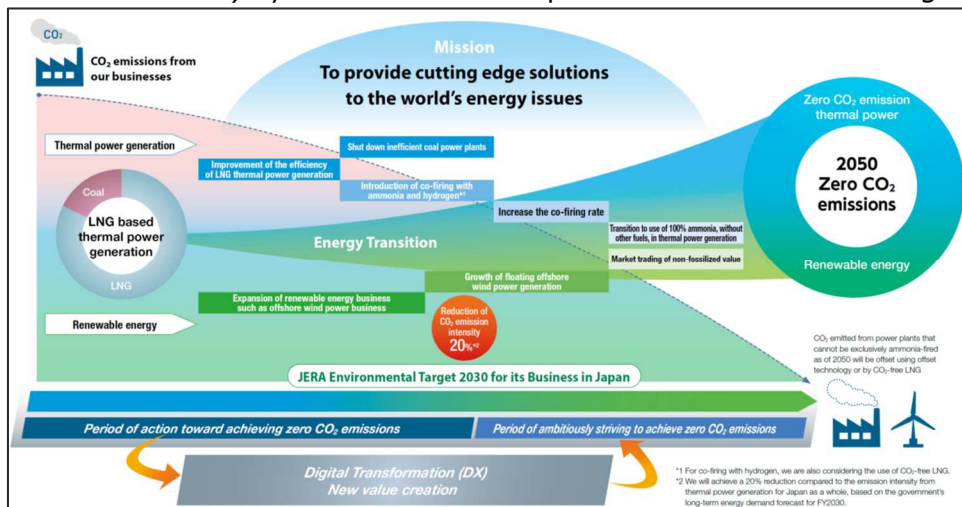 CO₂
CO₂ emissions from
our businesses
Mission
To provide cutting edge solutions
to the world's energy issues
Thermal power generation
Shut down inefficient coal power plants
Improvement of the efficiency
of LNG thermal power generation
Introduction of co-firing with
ammonia and hydrogen*1
Increase the co-firing rate
Transition to use of 100% ammonia, without
other fuels, in thermal power generation
Market trading of non-fossilized value
Coal
LNG based
thermal power
generation
LNG
Energy Transition
Growth of floating offshore
wind power generation
Expansion of renewable energy business
such as offshore wind power business
Renewable energy
Reduction of
CO₂ emission
intensity
20%*2
Zero CO₂ emission
thermal power
2050
Zero CO₂
emissions
Renewable energy
CO₂ emitted from power plants that
cannot be exclusively ammonia-fired
as of 2050 will be offset using offset
technology or by CO₂-free LNG
JERA Environmental Target 2030 for its Business in Japan
Period of action toward achieving zero CO₂ emissions
Period of ambitiously striving to achieve zero CO₂ emissions
Digital Transformation (DX)
New value creation
*1 For co-firing with hydrogen, we are also considering the use of CO₂-free LNG.
*2 We will achieve a 20% reduction compared to the emission intensity from
thermal power generation for Japan as a whole, based on the government's
long-term energy demand forecast for FY2030.